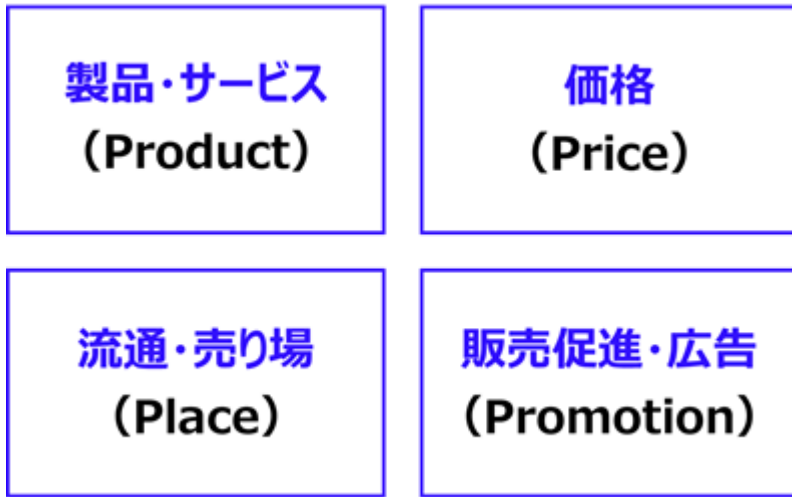 製品・サービス
（Product）
価格
（Price）
流通・売り場
（Place）
販売促進・広告
（Promotion）